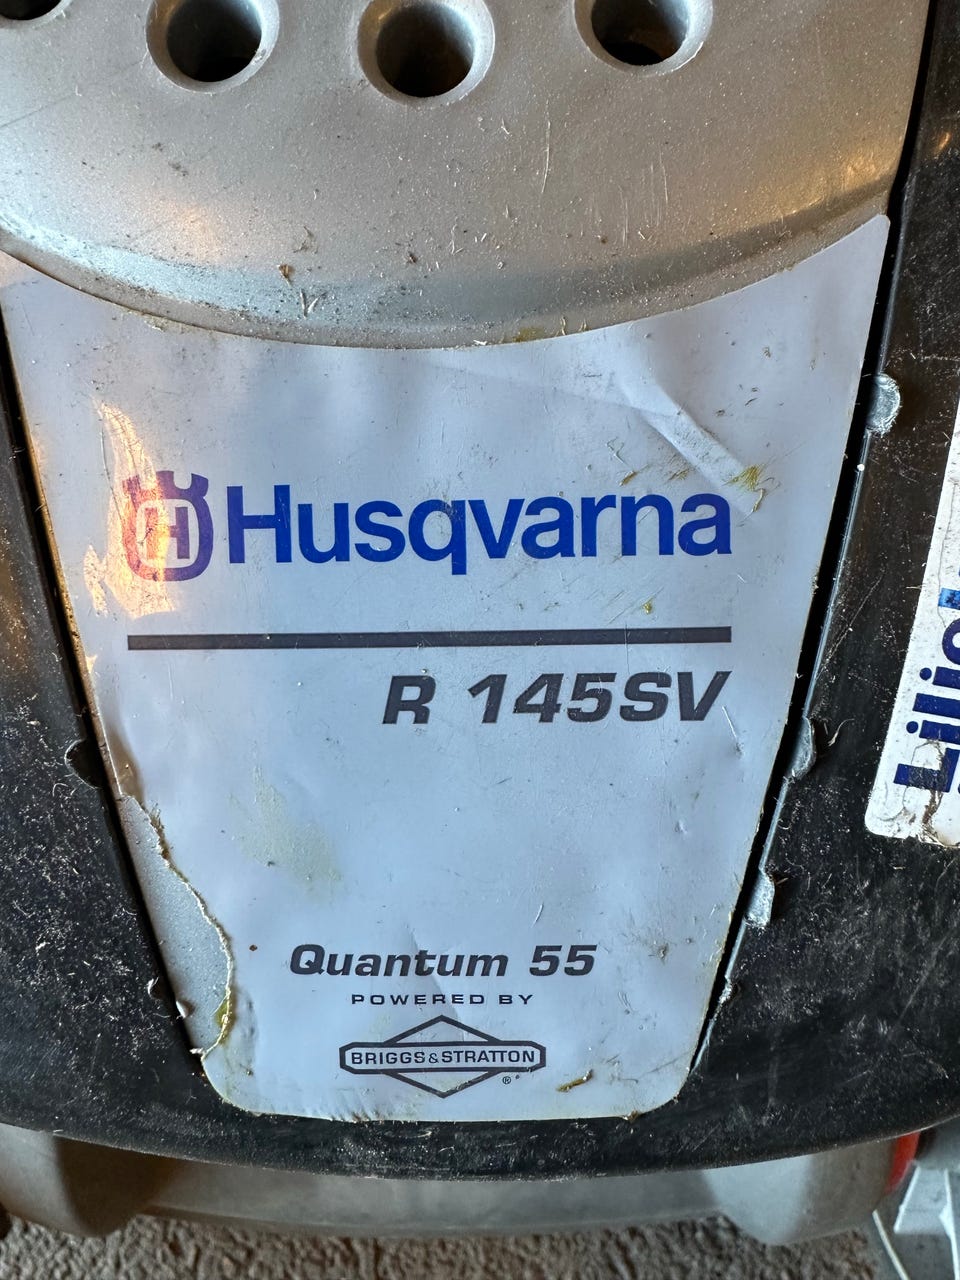 H Husqvarna
R 145SV
Quantum 55
POWERED BY
BRIGGS & STRATTON
®